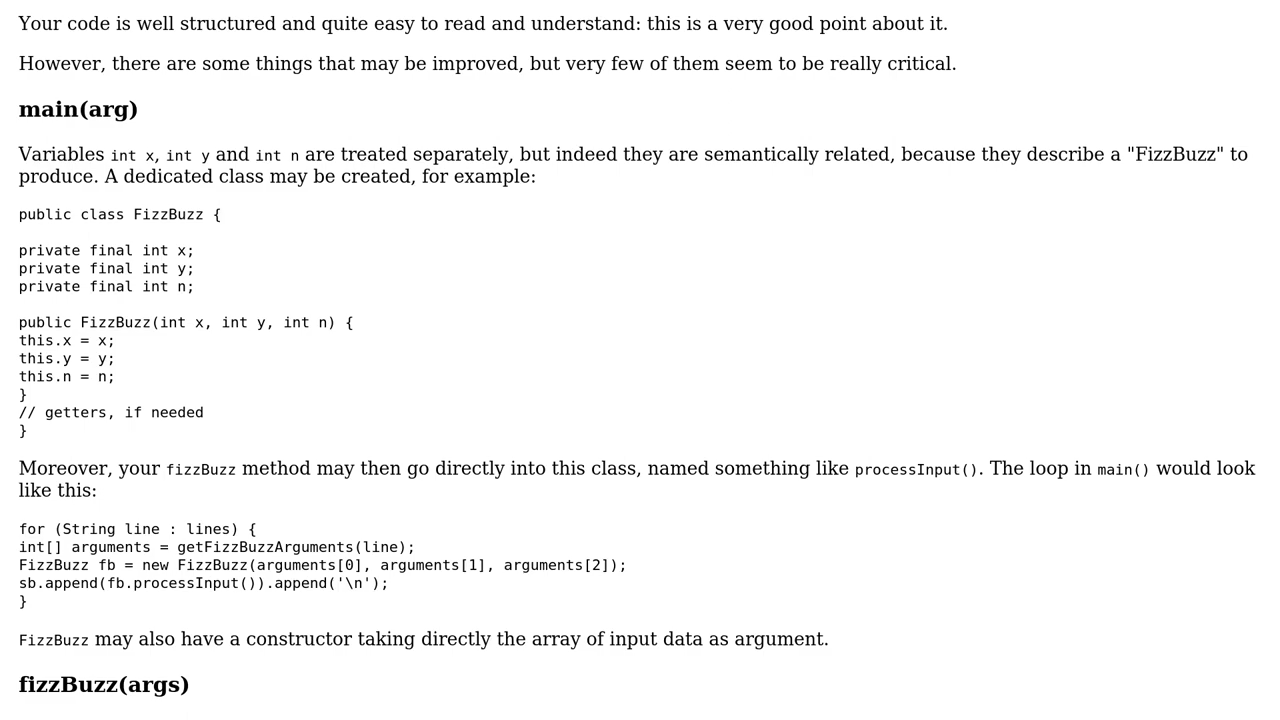 Your code is well structured and quite easy to read and understand: this is a very good point about it.
However, there are some things that may be improved, but very few of them seem to be really critical.
main(arg)
Variables int x, int y and int n are treated separately, but indeed they are semantically related, because they describe a "FizzBuzz" to
produce. A dedicated class may be created, for example:
public class FizzBuzz {
private final int x;
private final int y;
private final int n;
public FizzBuzz(int x, int y, int n) {
this.x = x;
this.y = y;
this.n = n;
}
// getters, if needed
}
Moreover, your fizzBuzz method may then go directly into this class, named something like processInput(). The loop in main() would look
like this:
for (String line : lines) {
int[] arguments = getFizzBuzzArguments(line);
FizzBuzz fb = new FizzBuzz(arguments[0], arguments[1], arguments[2]);
sb.append(fb.processInput()).append('\n');
}
FizzBuzz may also have a constructor taking directly the array of input data as argument.
fizzBuzz(args)